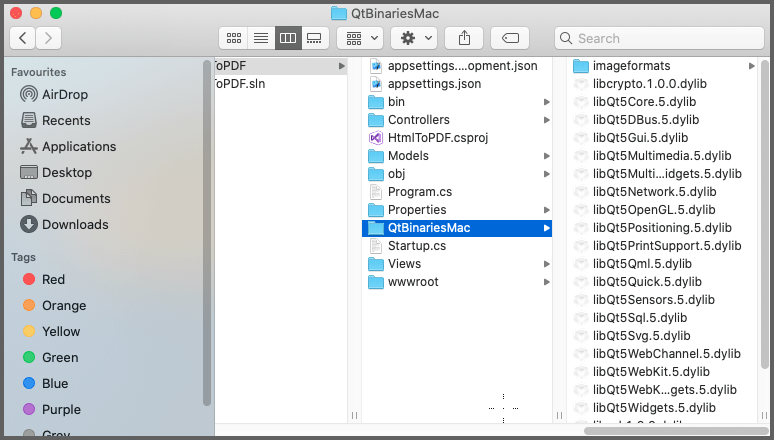 QtBinariesMac
Search
Favourites
AirDrop
Recents
Applications
Desktop
Documents
Downloads
Tags
Red
Orange
Yellow
Green
Blue
Purple
ToPDF
ToPDF.sln
appsettings....opment.json
appsettings.json
bin
Controllers
HtmlToPDF.csproj
Models
obj
Program.cs
Properties
QtBinariesMac
Startup.cs
Views
wwwroot
imageformats
libcrypto.1.0.0.dylib
libQt5Core.5.dylib
libQt5DBus.5.dylib
libQt5Gui.5.dylib
libQt5Multimedia.5.dylib
libQt5Multi...idgets.5.dylib
libQt5Network.5.dylib
libQt5OpenGL.5.dylib
libQt5Positioning.5.dylib
libQt5PrintSupport.5.dylib
libQt5Qml.5.dylib
libQt5Quick.5.dylib
libQt5Sensors.5.dylib
libQt5Sql.5.dylib
libQt5Svg.5.dylib
libQt5WebChannel.5.dylib
libQt5WebKit.5.dylib
libQt5WebK...gets.5.dylib
libQt5Widgets.5.dylib